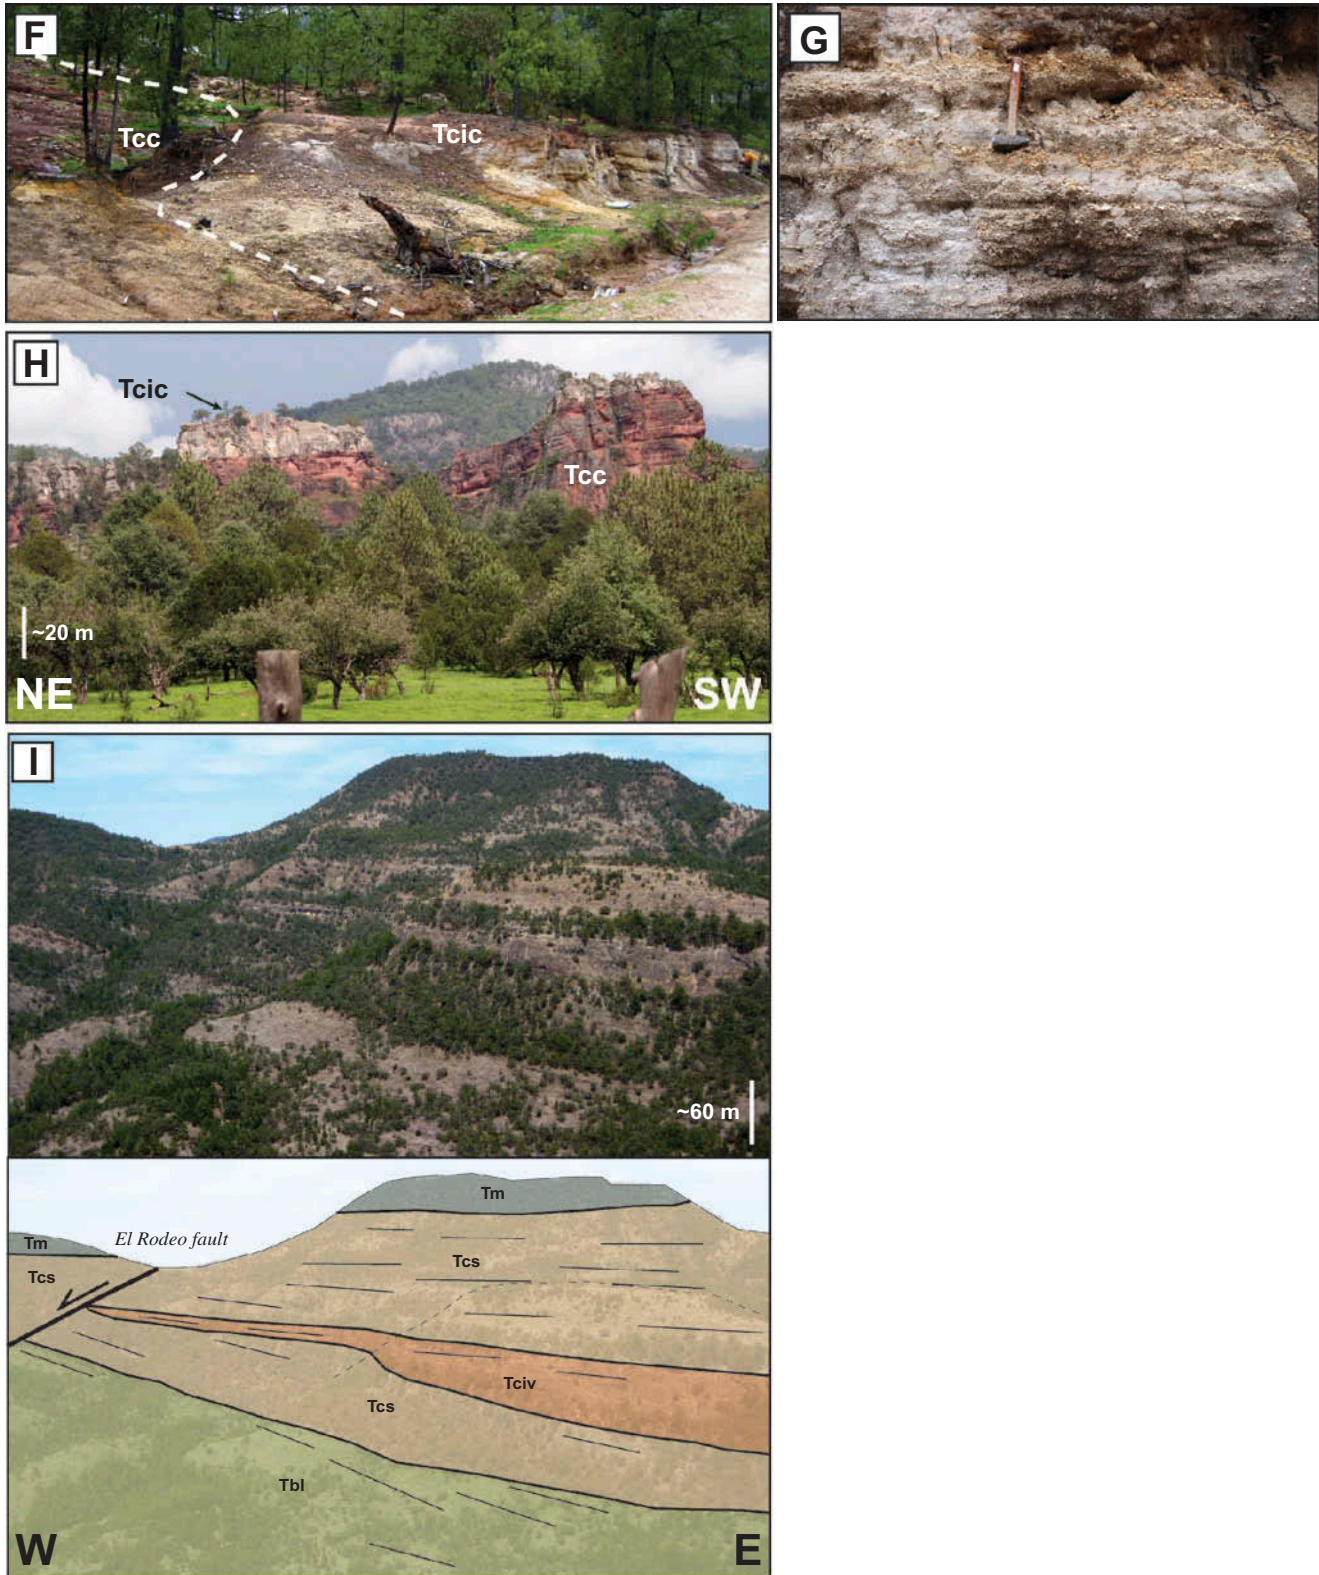 F
Tcc
Tcic
G
H
Tcic
Tcc
~20 m
NE
SW
I
~60 m
Tm
El Rodeo fault
Tm
Tcs
Tcs
Tciv
Tcs
Tbl
W
E